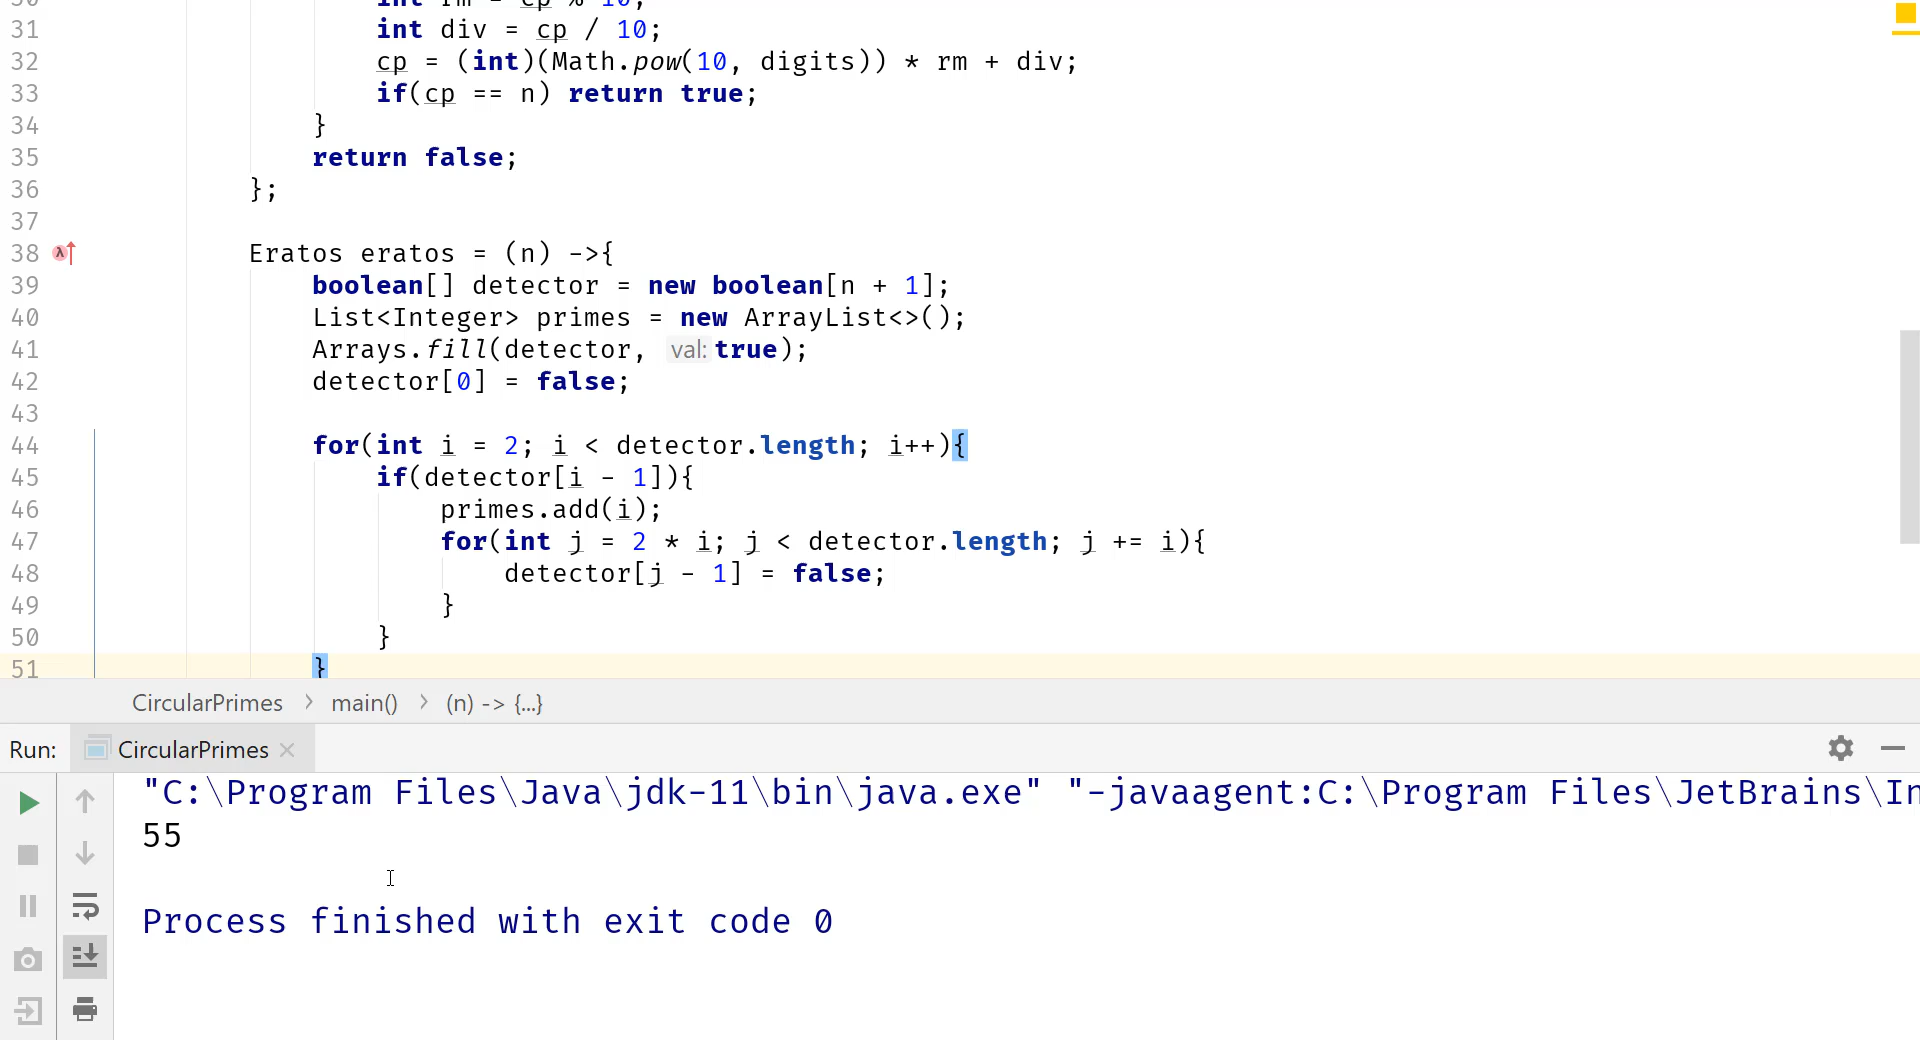 30 int rm = cp % 10;
31 int div = cp / 10;
32 cp = (int)(Math.pow(10, digits)) * rm + div;
33 if(cp == n) return true;
34 }
35 return false;
36 };
37
38 Eratos eratos = (n) ->{
39 boolean[] detector = new boolean[n + 1];
40 List<Integer> primes = new ArrayList<>();
41 Arrays.fill(detector, val: true);
42 detector[0] = false;
43
44 for(int i = 2; i < detector.length; i++){
45 if(detector[i - 1]){
46 primes.add(i);
47 for(int j = 2 * i; j < detector.length; j += i){
48 detector[j - 1] = false;
49 }
50 }
51 }
CircularPrimes > main() > (n) -> {...}
Run: CircularPrimes
"C:\Program Files\Java\jdk-11\bin\java.exe" "-javaagent:C:\Program Files\JetBrains\In
55
Process finished with exit code 0